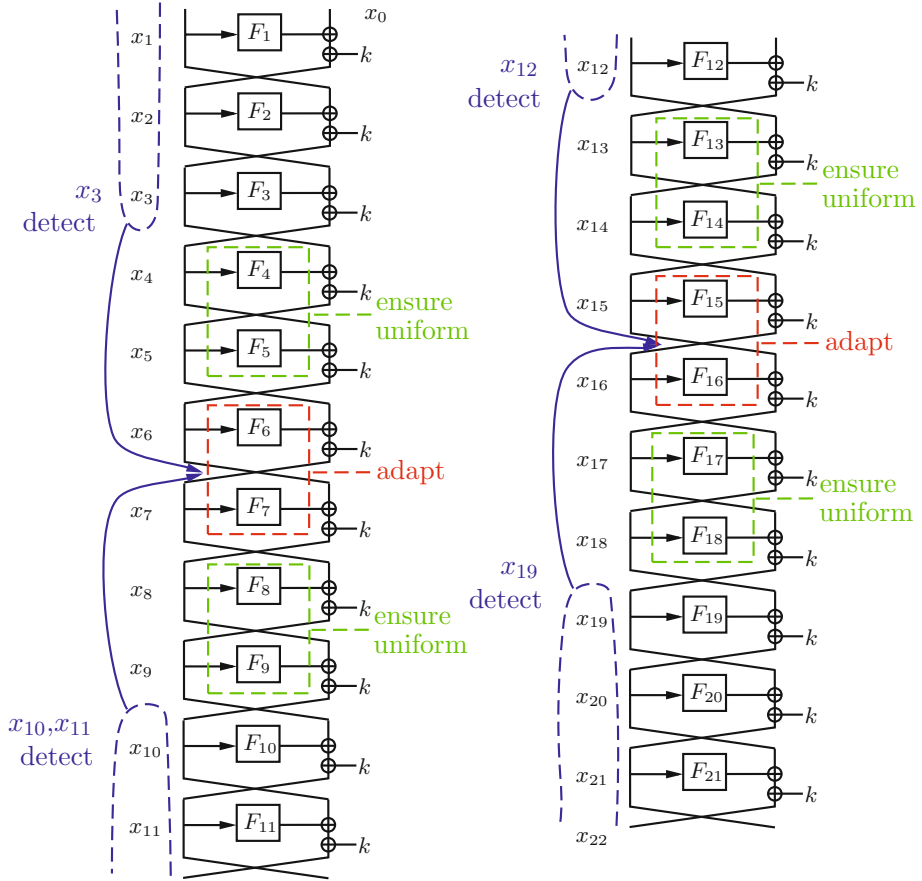 x0
x1 F1
k
x2 F2
k
x3 F3
x3
detect
k
x4 F4
k
ensure
uniform
x5 F5
k
x6 F6
k
adapt
x7 F7
k
x8 F8
k
ensure
uniform
x9 F9
k
x10,x11
detect
x10 F10
k
x11 F11
k
x12 F12
x12
detect
k
x13 F13
k
ensure
uniform
x14 F14
k
x15 F15
k
adapt
x16 F16
k
x17 F17
k
ensure
uniform
x18 F18
k
x19
detect
x19 F19
k
x20 F20
k
x21 F21
k
x22